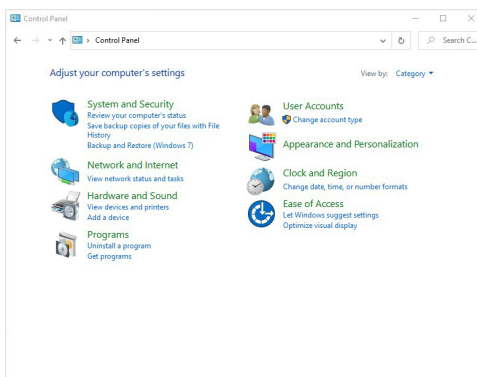 Control Panel
Control Panel
Search C...
Adjust your computer's settings
View by: Category
System and Security
Review your computer's status
Save backup copies of your files with File
History
Backup and Restore (Windows 7)
Network and Internet
View network status and tasks
Hardware and Sound
View devices and printers
Add a device
Programs
Uninstall a program
Get programs
User Accounts
Change account type
Appearance and Personalization
Clock and Region
Change date, time, or number formats
Ease of Access
Let Windows suggest settings
Optimize visual display